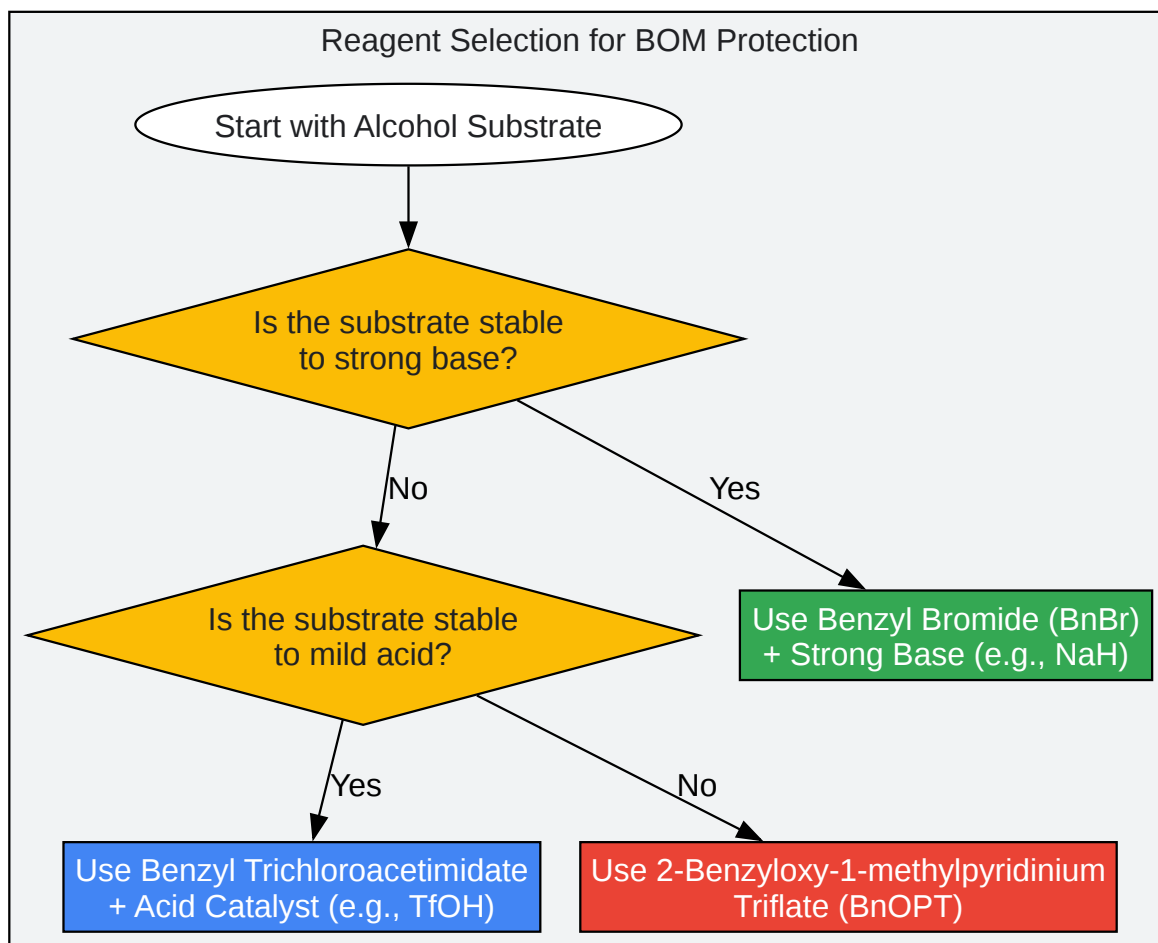 Reagent Selection for BOM Protection
Start with Alcohol Substrate
Is the substrate stable
to strong base?
No
Yes
Is the substrate stable
to mild acid?
Use Benzyl Bromide (BnBr)
+ Strong Base (e.g., NaH)
Yes
No
Use Benzyl Trichloroacetimidate
+ Acid Catalyst (e.g., TfOH)
Use 2-Benzyloxy-1-methylpyridinium
Triflate (BnOPT)